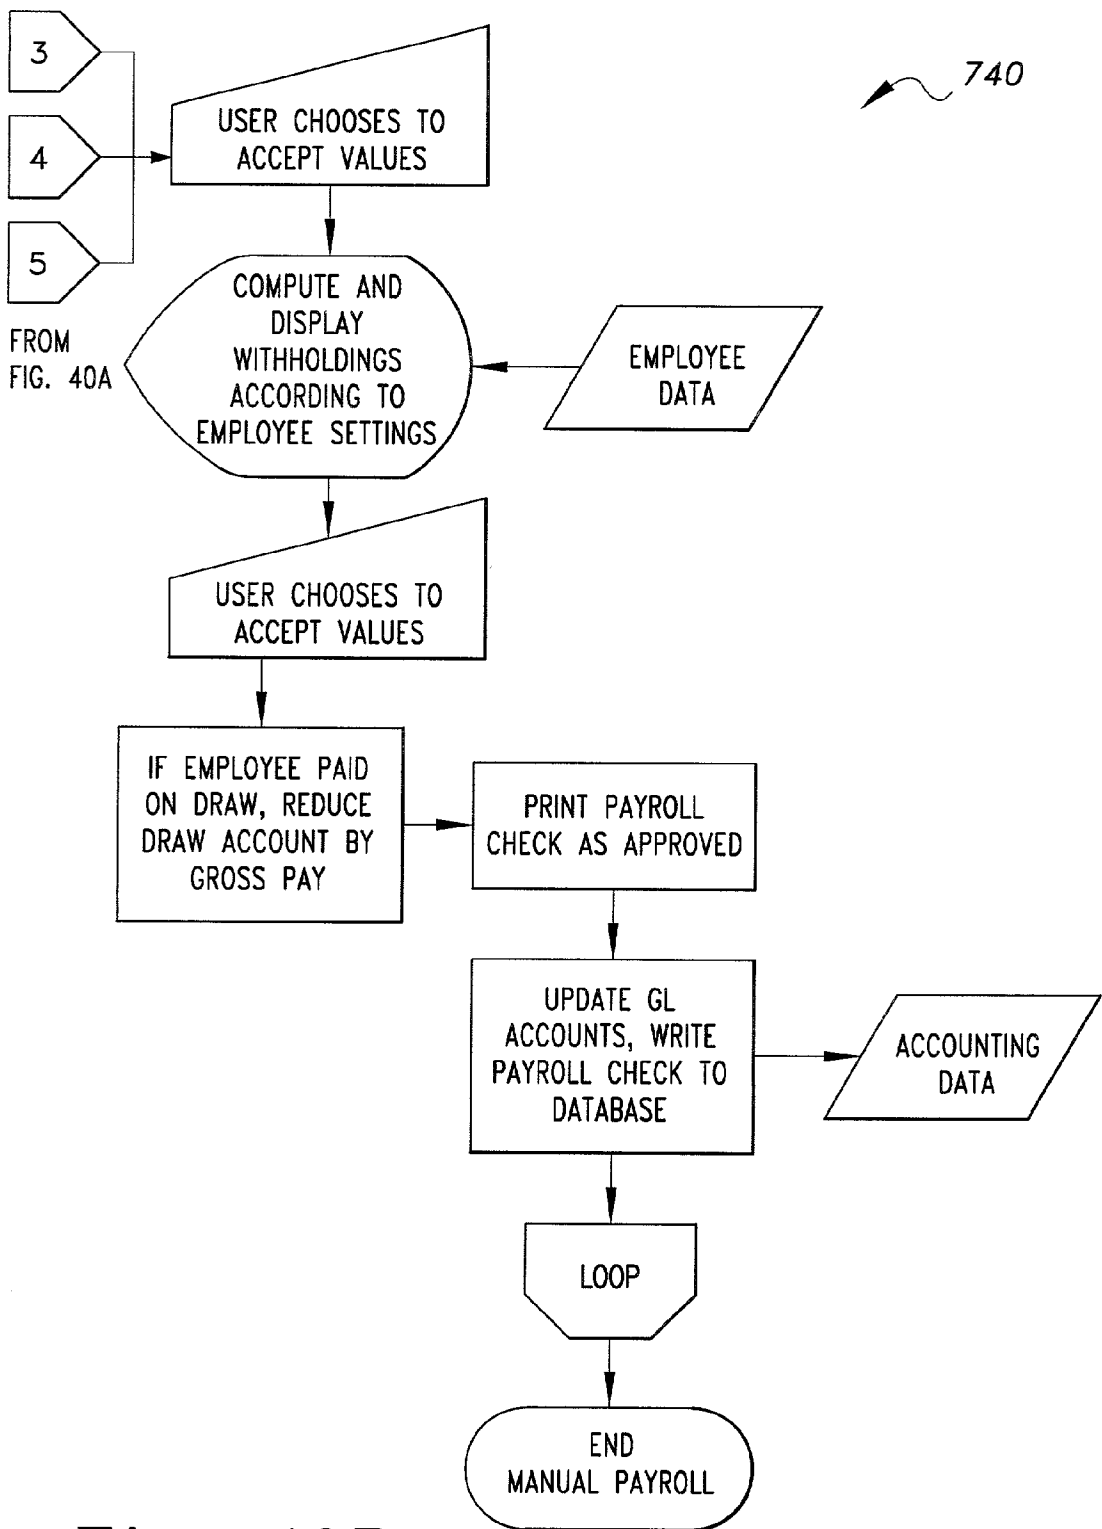 3
740
USER CHOOSES TO
ACCEPT VALUES
4
5
FROM
FIG. 40A
COMPUTE AND
DISPLAY
WITHHOLDINGS
ACCORDING TO
EMPLOYEE SETTINGS
EMPLOYEE
DATA
USER CHOOSES TO
ACCEPT VALUES
IF EMPLOYEE PAID
ON DRAW, REDUCE
DRAW ACCOUNT BY
GROSS PAY
PRINT PAYROLL
CHECK AS APPROVED
UPDATE GL
ACCOUNTS, WRITE
PAYROLL CHECK TO
DATABASE
ACCOUNTING
DATA
LOOP
END
MANUAL PAYROLL